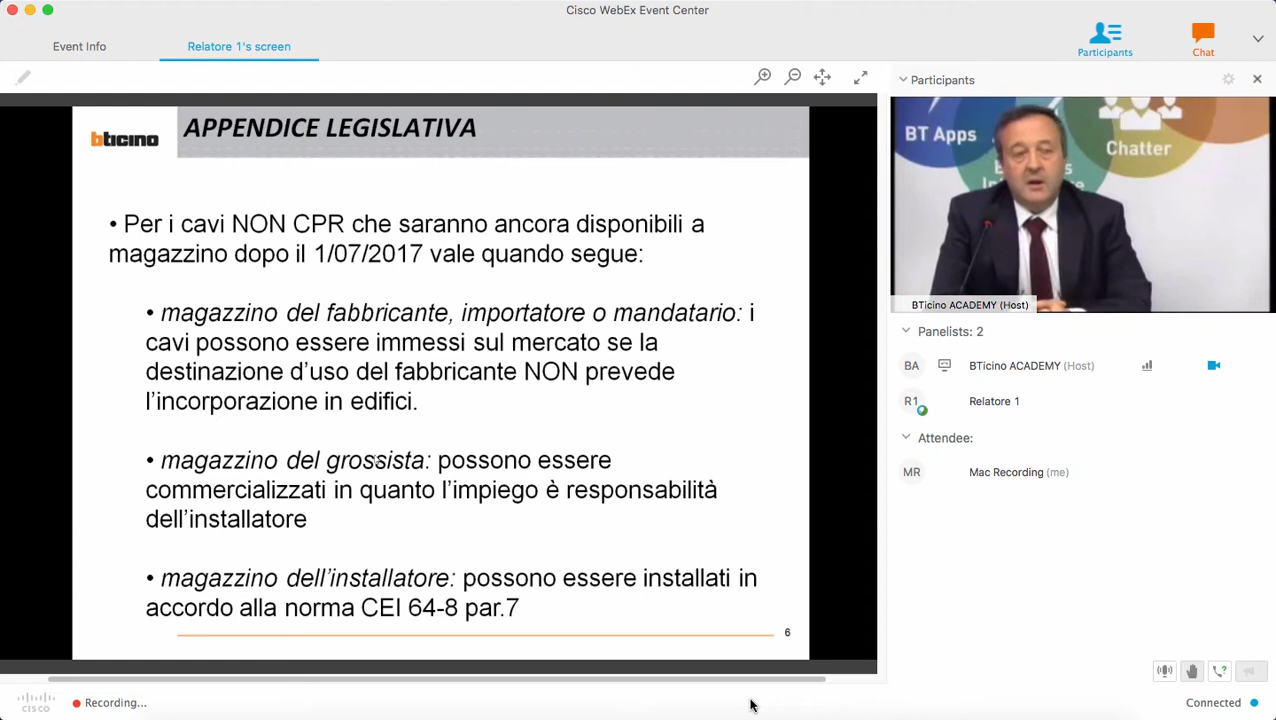 Cisco WebEx Event Center
Event Info
Relatore 1's screen
Participants
Chat
Participants
bticino
APPENDICE LEGISLATIVA
• Per i cavi NON CPR che saranno ancora disponibili a
magazzino dopo il 1/07/2017 vale quando segue:
• magazzino del fabbricante, importatore o mandatario: i
cavi possono essere immessi sul mercato se la
destinazione d'uso del fabbricante NON prevede
l'incorporazione in edifici.
• magazzino del grossista: possono essere
commercializzati in quanto l'impiego è responsabilità
dell'installatore
• magazzino dell'installatore: possono essere installati in
accordo alla norma CEI 64-8 par.7
6
BT Apps
Chatter
BTicino ACADEMY (Host)
Panelists: 2
BA BTicino ACADEMY (Host)
R1 Relatore 1
Attendee:
MR Mac Recording (me)
CISCO
Recording...
Connected